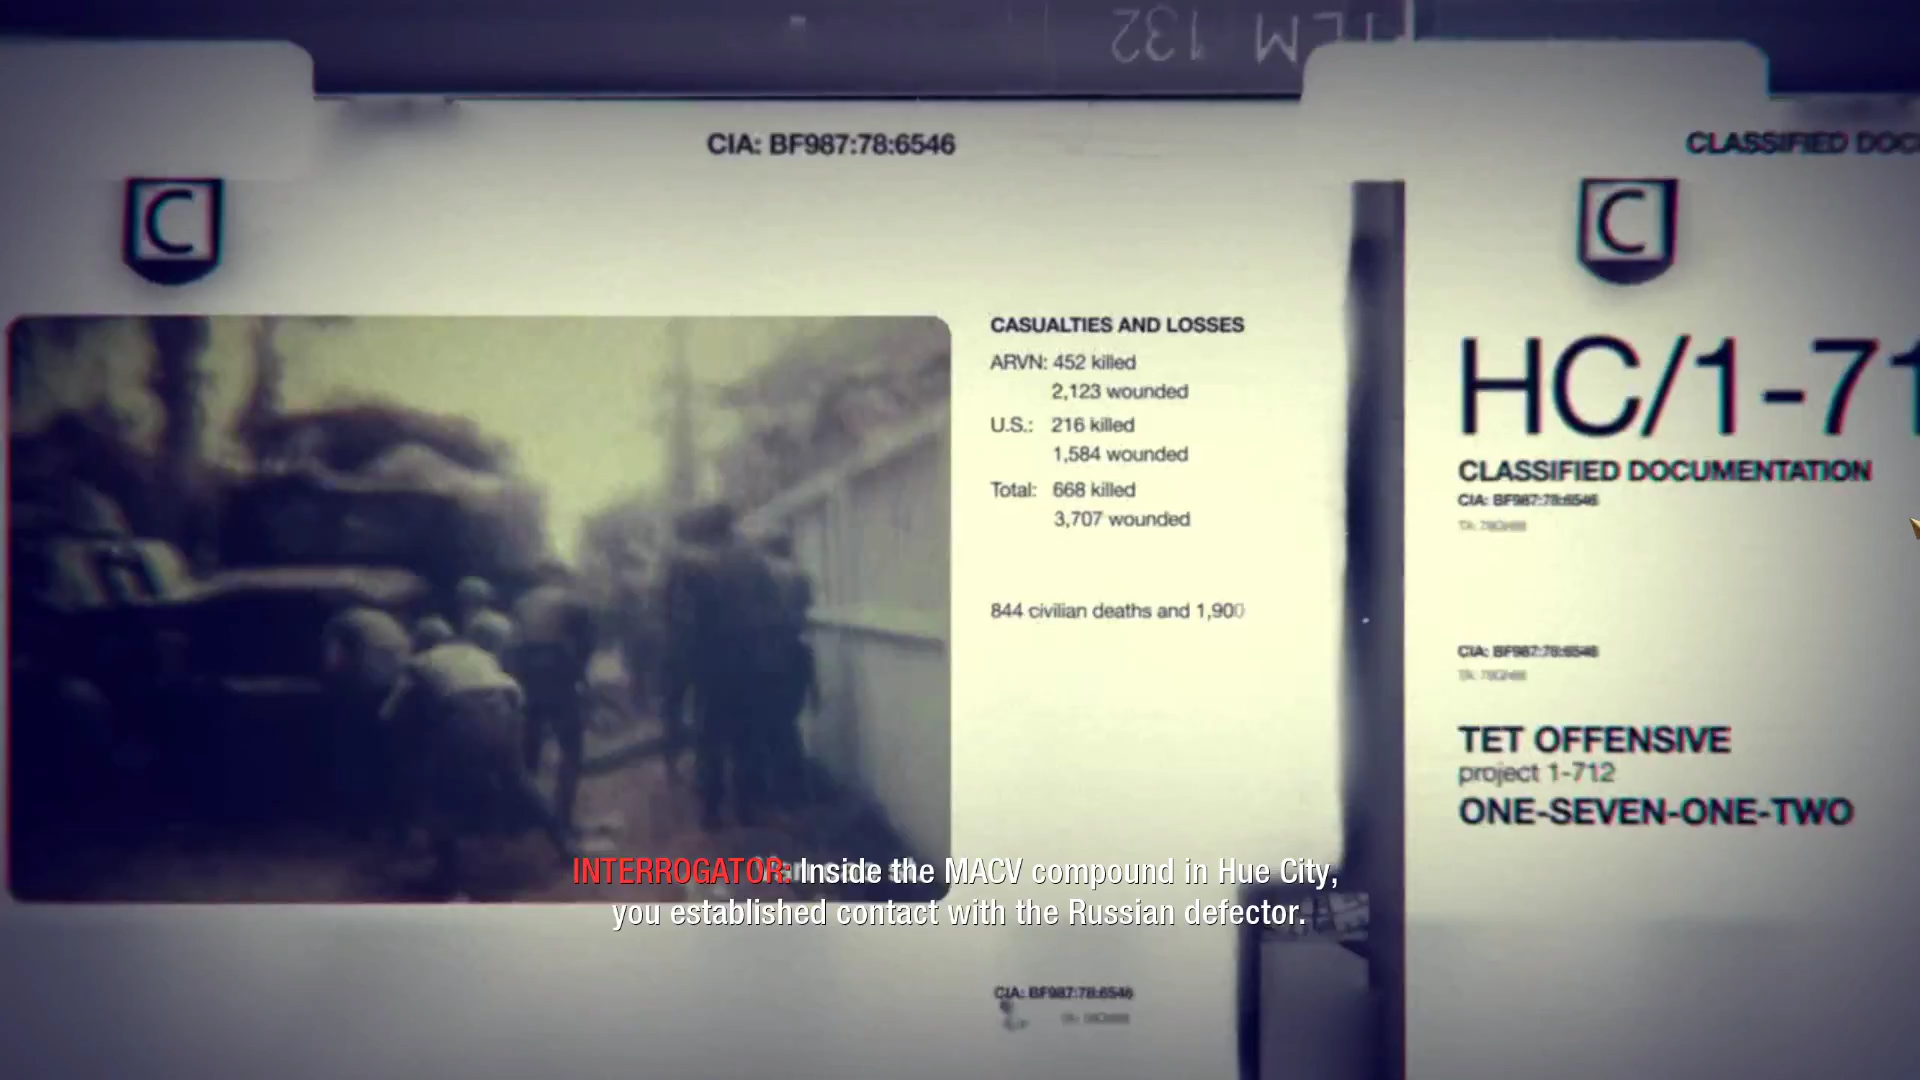 ITEM 132
CIA: BF987:78:6546
CLASSIFIED DOC
C
C
CASUALTIES AND LOSSES
ARVN: 452 killed
2,123 wounded
U.S.: 216 killed
1,584 wounded
Total: 668 killed
3,707 wounded
844 civilian deaths and 1,900
HC/1-71
CLASSIFIED DOCUMENTATION
CIA: BF987:78:6546
CIA: BF987:78:6546
TET OFFENSIVE
project 1-712
ONE-SEVEN-ONE-TWO
INTERROGATOR: Inside the MACV compound in Hue City,
you established contact with the Russian defector.
CIA: BF987:78:6546